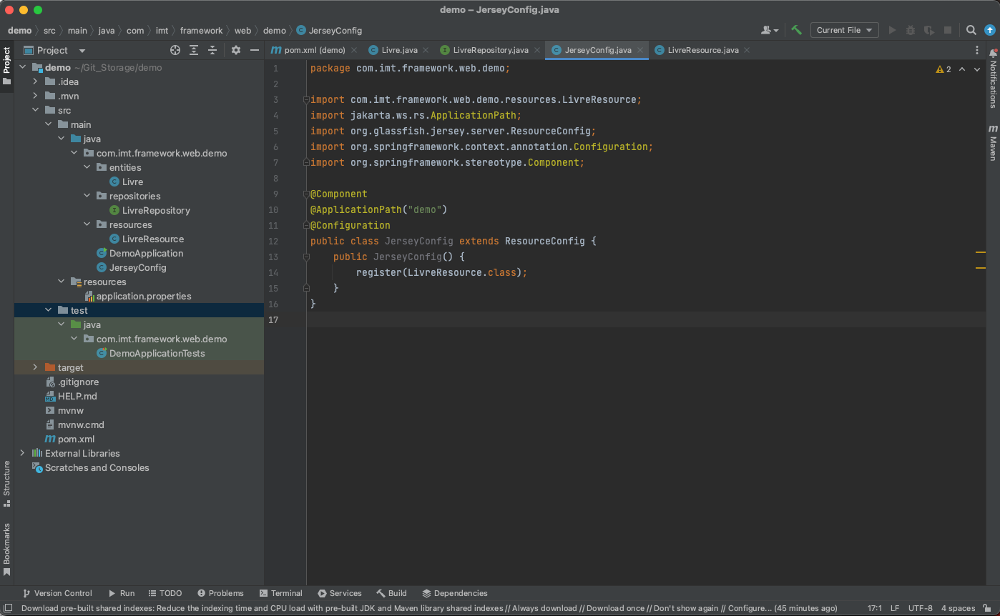 demo – JerseyConfig.java
demo src main java com imt framework web demo JerseyConfig
Current File
Project
Project
pom.xml (demo)
Livre.java
LivreRepository.java
JerseyConfig.java
LivreResource.java
demo ~/Git_Storage/demo
.idea
.mvn
src
main
java
com.imt.framework.web.demo
entities
Livre
repositories
LivreRepository
resources
LivreResource
DemoApplication
JerseyConfig
resources
application.properties
test
java
com.imt.framework.web.demo
DemoApplicationTests
target
.gitignore
HELP.md
mvnw
mvnw.cmd
pom.xml
External Libraries
Scratches and Consoles
Structure
Bookmarks
1 package com.imt.framework.web.demo;
2
3 import com.imt.framework.web.demo.resources.LivreResource;
4 import jakarta.ws.rs.ApplicationPath;
5 import org.glassfish.jersey.server.ResourceConfig;
6 import org.springframework.context.annotation.Configuration;
7 import org.springframework.stereotype.Component;
8
9 @Component
10 @ApplicationPath("demo")
11 @Configuration
12 public class JerseyConfig extends ResourceConfig {
13 public JerseyConfig() {
14 register(LivreResource.class);
15 }
16 }
17
2
Notifications
m Maven
Version Control Run TODO Problems Terminal Services Build Dependencies
Download pre-built shared indexes: Reduce the indexing time and CPU load with pre-built JDK and Maven library shared indexes // Always download // Download once // Don't show again // Configure... (45 minutes ago) 17:1 LF UTF-8 4 spaces